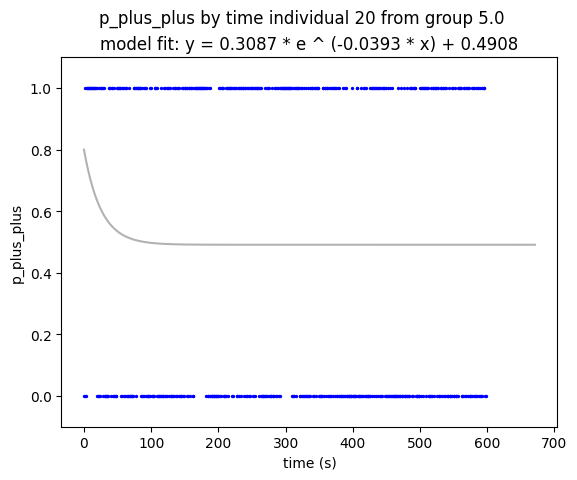 p_plus_plus by time individual 20 from group 5.0
model fit: y = 0.3087 * e ^ (-0.0393 * x) + 0.4908
1.0
0.8
0.6
0.4
0.2
0.0
p_plus_plus
0 100 200 300 400 500 600 700
time (s)